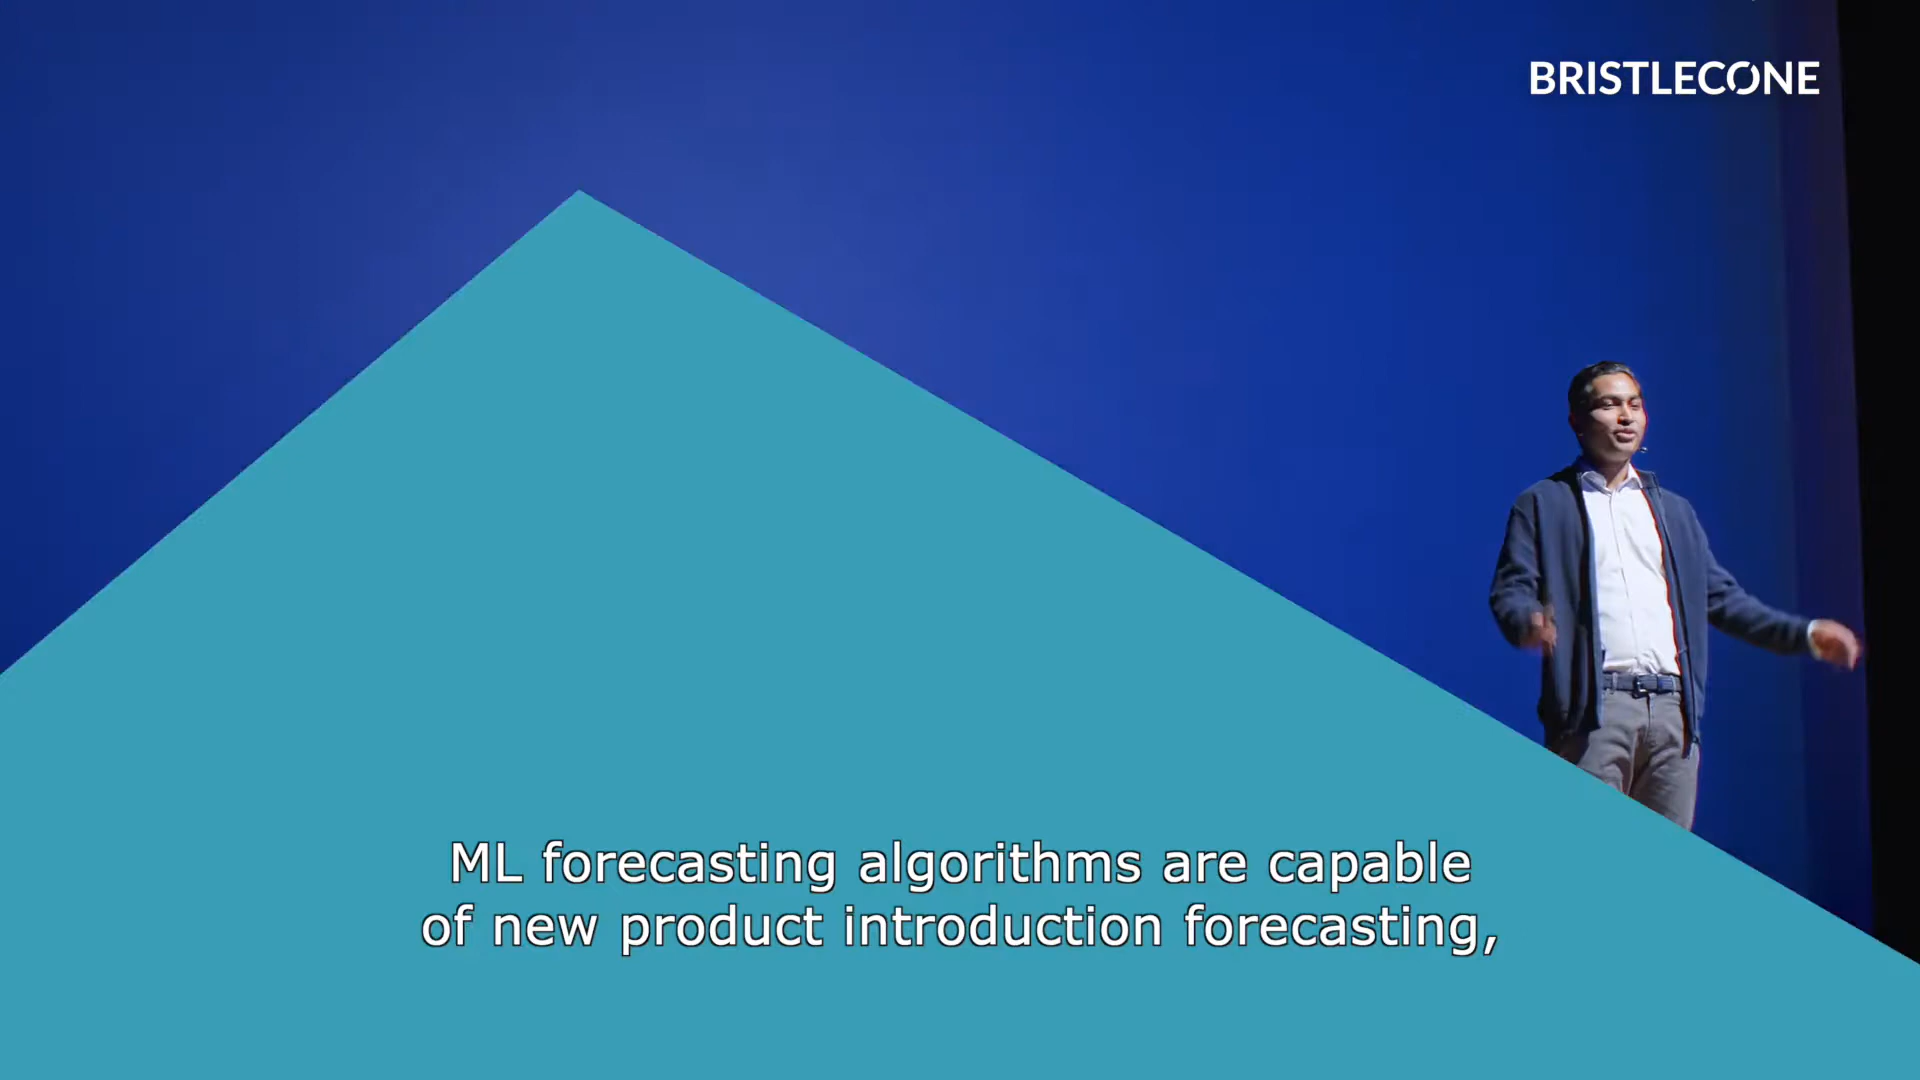 BRISTLECONE
ML forecasting algorithms are capable
of new product introduction forecasting,